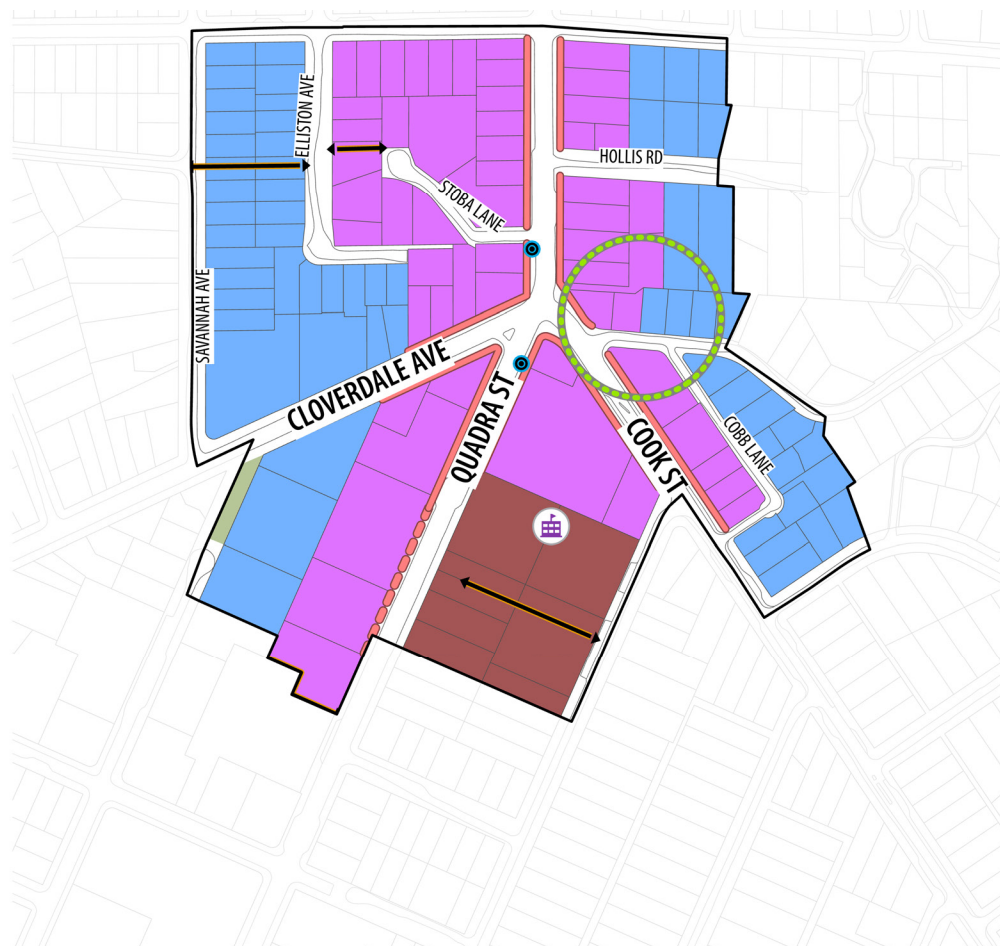 ELLISTON AVE
HOLLIS RD
STOBA LANE
SAVANNAH AVE
CLOVERDALE AVE
QUADRA ST
COOK ST
COBB LANE